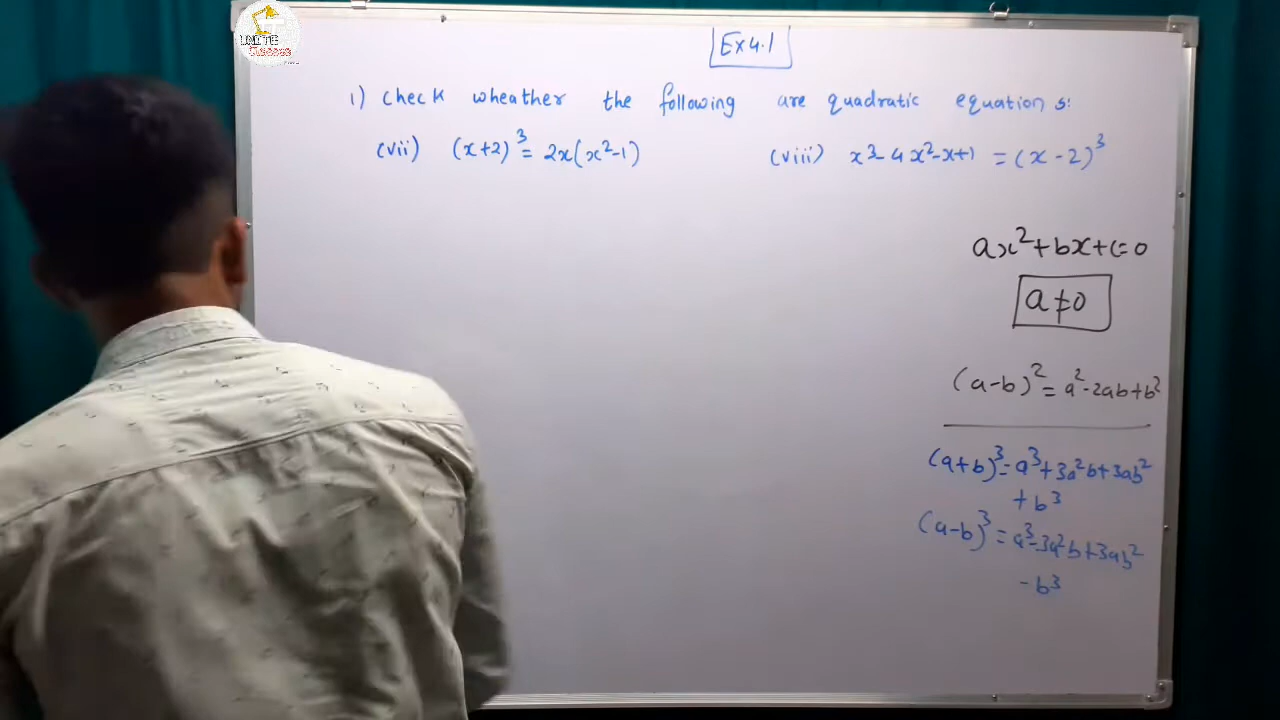 Ex 4.1
1) Check wheather the following are quadratic equations:
(vii) (x+2)³ = 2x(x²-1)
(viii) x³-4x²-x+1 = (x-2)³
ax²+bx+c=0
a≠0
(a-b)² = a²-2ab+b²
(a+b)³ = a³+3a²b+3ab²
+b³
(a-b)³ = a³-3a²b+3ab²
-b³